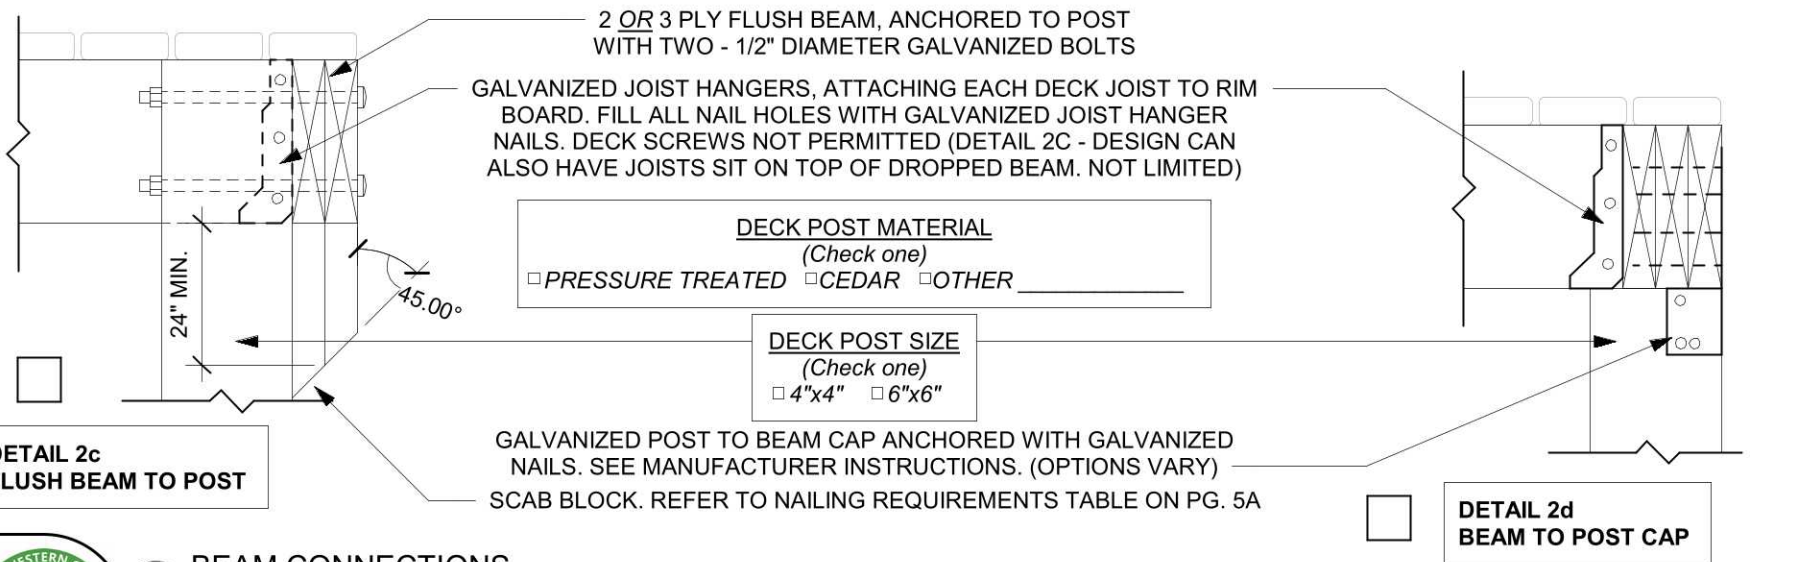 2 OR 3 PLY FLUSH BEAM, ANCHORED TO POST
WITH TWO - 1/2" DIAMETER GALVANIZED BOLTS
GALVANIZED JOIST HANGERS, ATTACHING EACH DECK JOIST TO RIM
BOARD. FILL ALL NAIL HOLES WITH GALVANIZED JOIST HANGER
NAILS. DECK SCREWS NOT PERMITTED (DETAIL 2C - DESIGN CAN
ALSO HAVE JOISTS SIT ON TOP OF DROPPED BEAM. NOT LIMITED)
24" MIN.
45.00°
DECK POST MATERIAL
(Check one)
□ PRESSURE TREATED □ CEDAR □ OTHER ____________
DECK POST SIZE
(Check one)
□ 4"x4" □ 6"x6"
GALVANIZED POST TO BEAM CAP ANCHORED WITH GALVANIZED
NAILS. SEE MANUFACTURER INSTRUCTIONS. (OPTIONS VARY)
SCAB BLOCK. REFER TO NAILING REQUIREMENTS TABLE ON PG. 5A
ETAIL 2c
LUSH BEAM TO POST
DETAIL 2d
BEAM TO POST CAP
ESTERN
BEAM CONNECTIONS